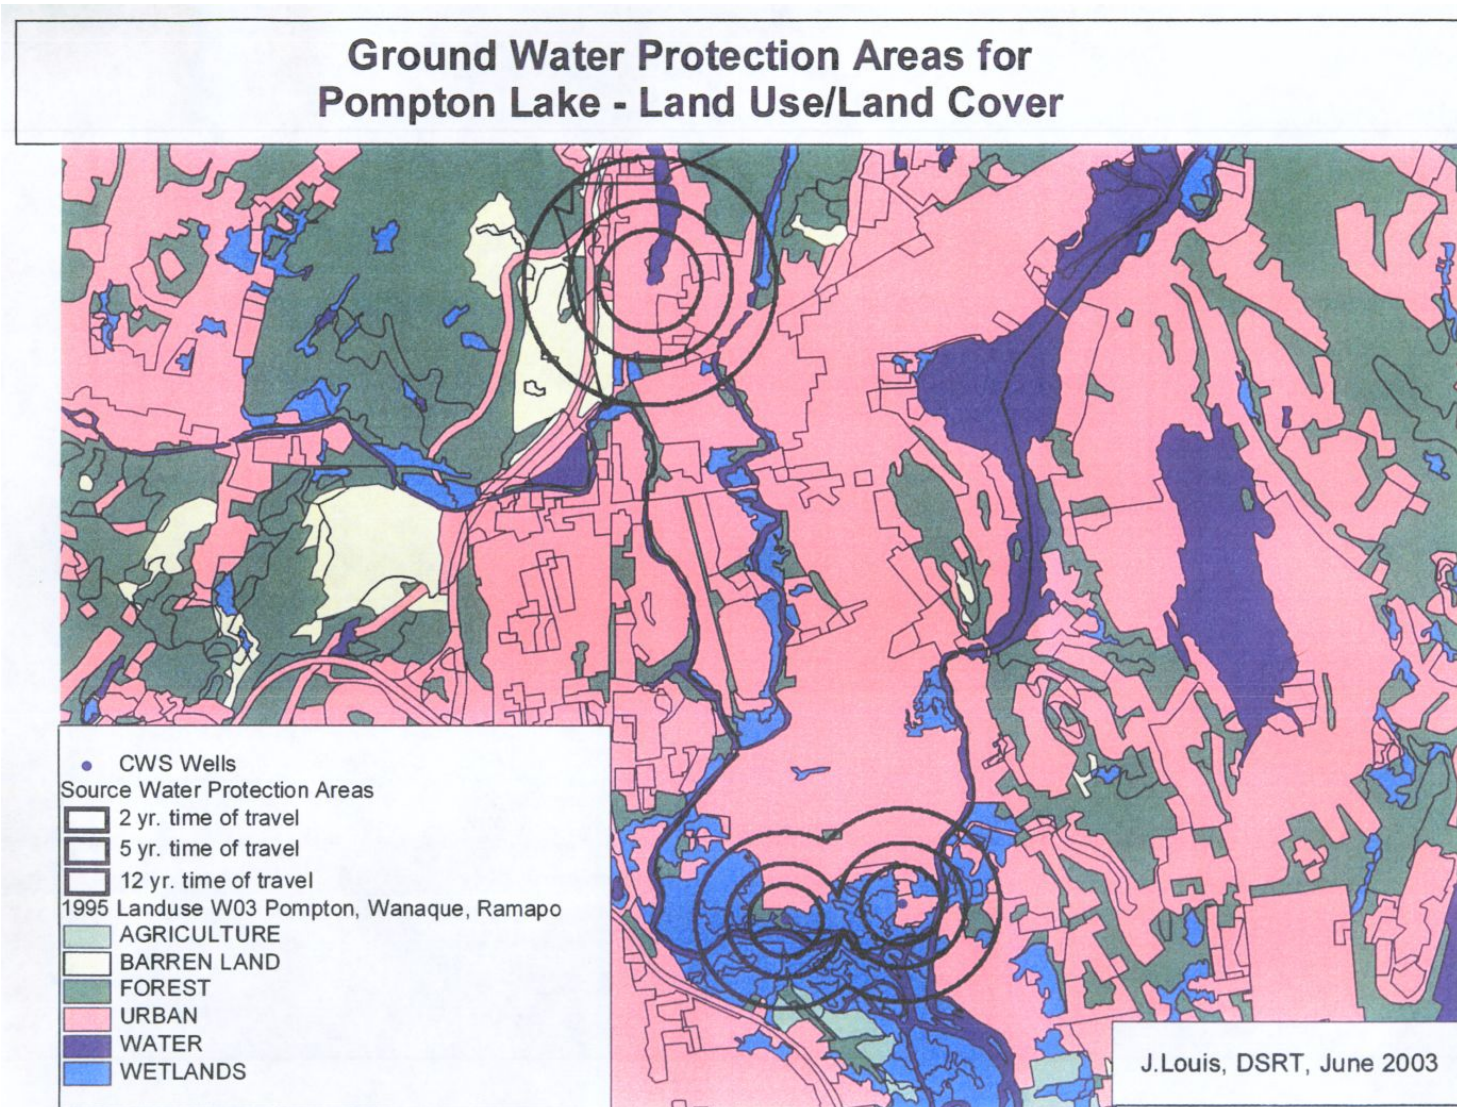 Ground Water Protection Areas for
Pompton Lake - Land Use/Land Cover
CWS Wells
Source Water Protection Areas
2 yr. time of travel
5 yr. time of travel
12 yr. time of travel
1995 Landuse W03 Pompton, Wanaque, Ramapo
AGRICULTURE
BARREN LAND
FOREST
URBAN
WATER
WETLANDS
J.Louis, DSRT, June 2003